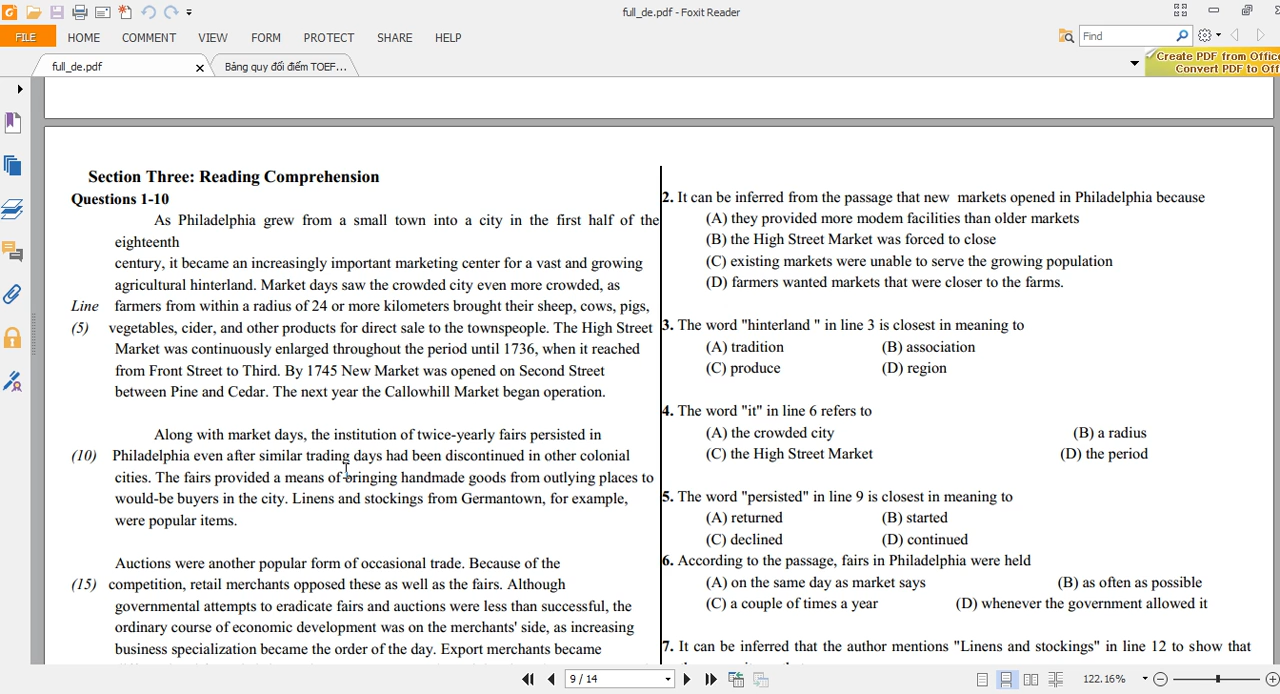 full_de.pdf - Foxit Reader
FILE HOME COMMENT VIEW FORM PROTECT SHARE HELP
Find
full_de.pdf x Bảng quy đổi điểm TOEF...
Create PDF from Office
Convert PDF to Off
Section Three: Reading Comprehension
Questions 1-10
As Philadelphia grew from a small town into a city in the first half of the
eighteenth
century, it became an increasingly important marketing center for a vast and growing
agricultural hinterland. Market days saw the crowded city even more crowded, as
Line farmers from within a radius of 24 or more kilometers brought their sheep, cows, pigs,
(5) vegetables, cider, and other products for direct sale to the townspeople. The High Street
Market was continuously enlarged throughout the period until 1736, when it reached
from Front Street to Third. By 1745 New Market was opened on Second Street
between Pine and Cedar. The next year the Callowhill Market began operation.
Along with market days, the institution of twice-yearly fairs persisted in
(10) Philadelphia even after similar trading days had been discontinued in other colonial
cities. The fairs provided a means of bringing handmade goods from outlying places to
would-be buyers in the city. Linens and stockings from Germantown, for example,
were popular items.
Auctions were another popular form of occasional trade. Because of the
(15) competition, retail merchants opposed these as well as the fairs. Although
governmental attempts to eradicate fairs and auctions were less than successful, the
ordinary course of economic development was on the merchants' side, as increasing
business specialization became the order of the day. Export merchants became
2. It can be inferred from the passage that new markets opened in Philadelphia because
(A) they provided more modem facilities than older markets
(B) the High Street Market was forced to close
(C) existing markets were unable to serve the growing population
(D) farmers wanted markets that were closer to the farms.
3. The word "hinterland " in line 3 is closest in meaning to
(A) tradition (B) association
(C) produce (D) region
4. The word "it" in line 6 refers to
(A) the crowded city (B) a radius
(C) the High Street Market (D) the period
5. The word "persisted" in line 9 is closest in meaning to
(A) returned (B) started
(C) declined (D) continued
6. According to the passage, fairs in Philadelphia were held
(A) on the same day as market says (B) as often as possible
(C) a couple of times a year (D) whenever the government allowed it
7. It can be inferred that the author mentions "Linens and stockings" in line 12 to show that
9 / 14
122.16%